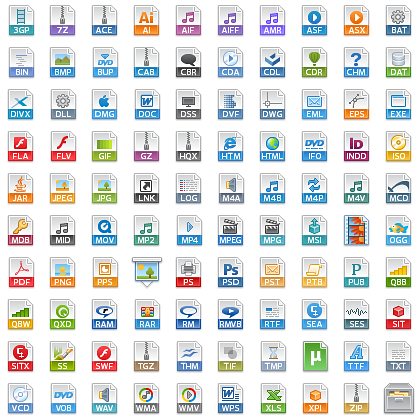 3GP 7Z ACE Ai AI AIF AIFF AMR ASF ASX BAT
BIN BMP DVD BUP CAB CBR CDA CDL CDR ? CHM DAT
DIVX DLL DMG W DOC DSS DVF DWG EML EPS EXE
FLA FLV GIF GZ HQX HTM HTML DVD IFO ID INDD ISO
JAR JPEG JPG LNK LOG M4A M4B M4P M4V MCD
MDB MID MOV MP2 MP4 MPEG MPG MSI OGG
PDF PNG PPS PS PS PSD PST PTB P PUB QBB
QBW QXD RAM RAR RM RMVB RTF SEA SES SIT
SITX SS SWF TGZ THM TIF TMP µ TTF TXT
VCD DVD VOB WAV WMA WMV W WPS XLS XPI ZIP